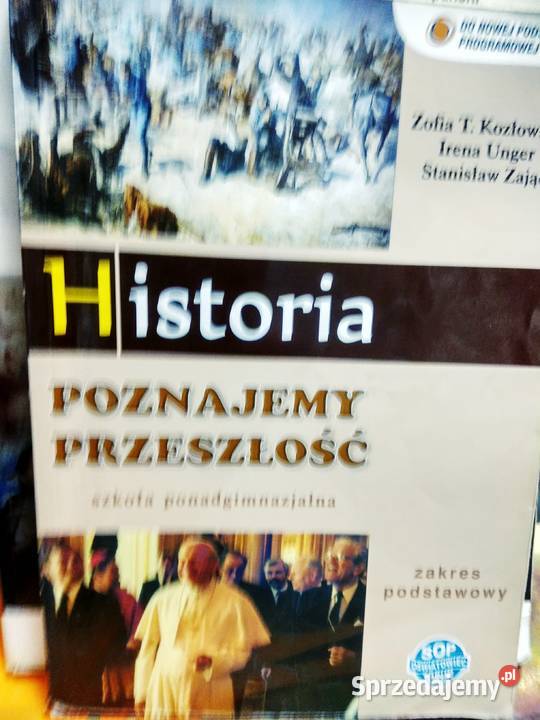 DO NOWEJ POD
PROGRAMOWEJ
Zofia T. Kozłow
Irena Unger
Stanisław Zają
Historia
POZNAJEMY
PRZESZŁOŚĆ
szkoła ponadgimnazjalna
zakres
podstawowy
SOP
Sprzedajemy.pl